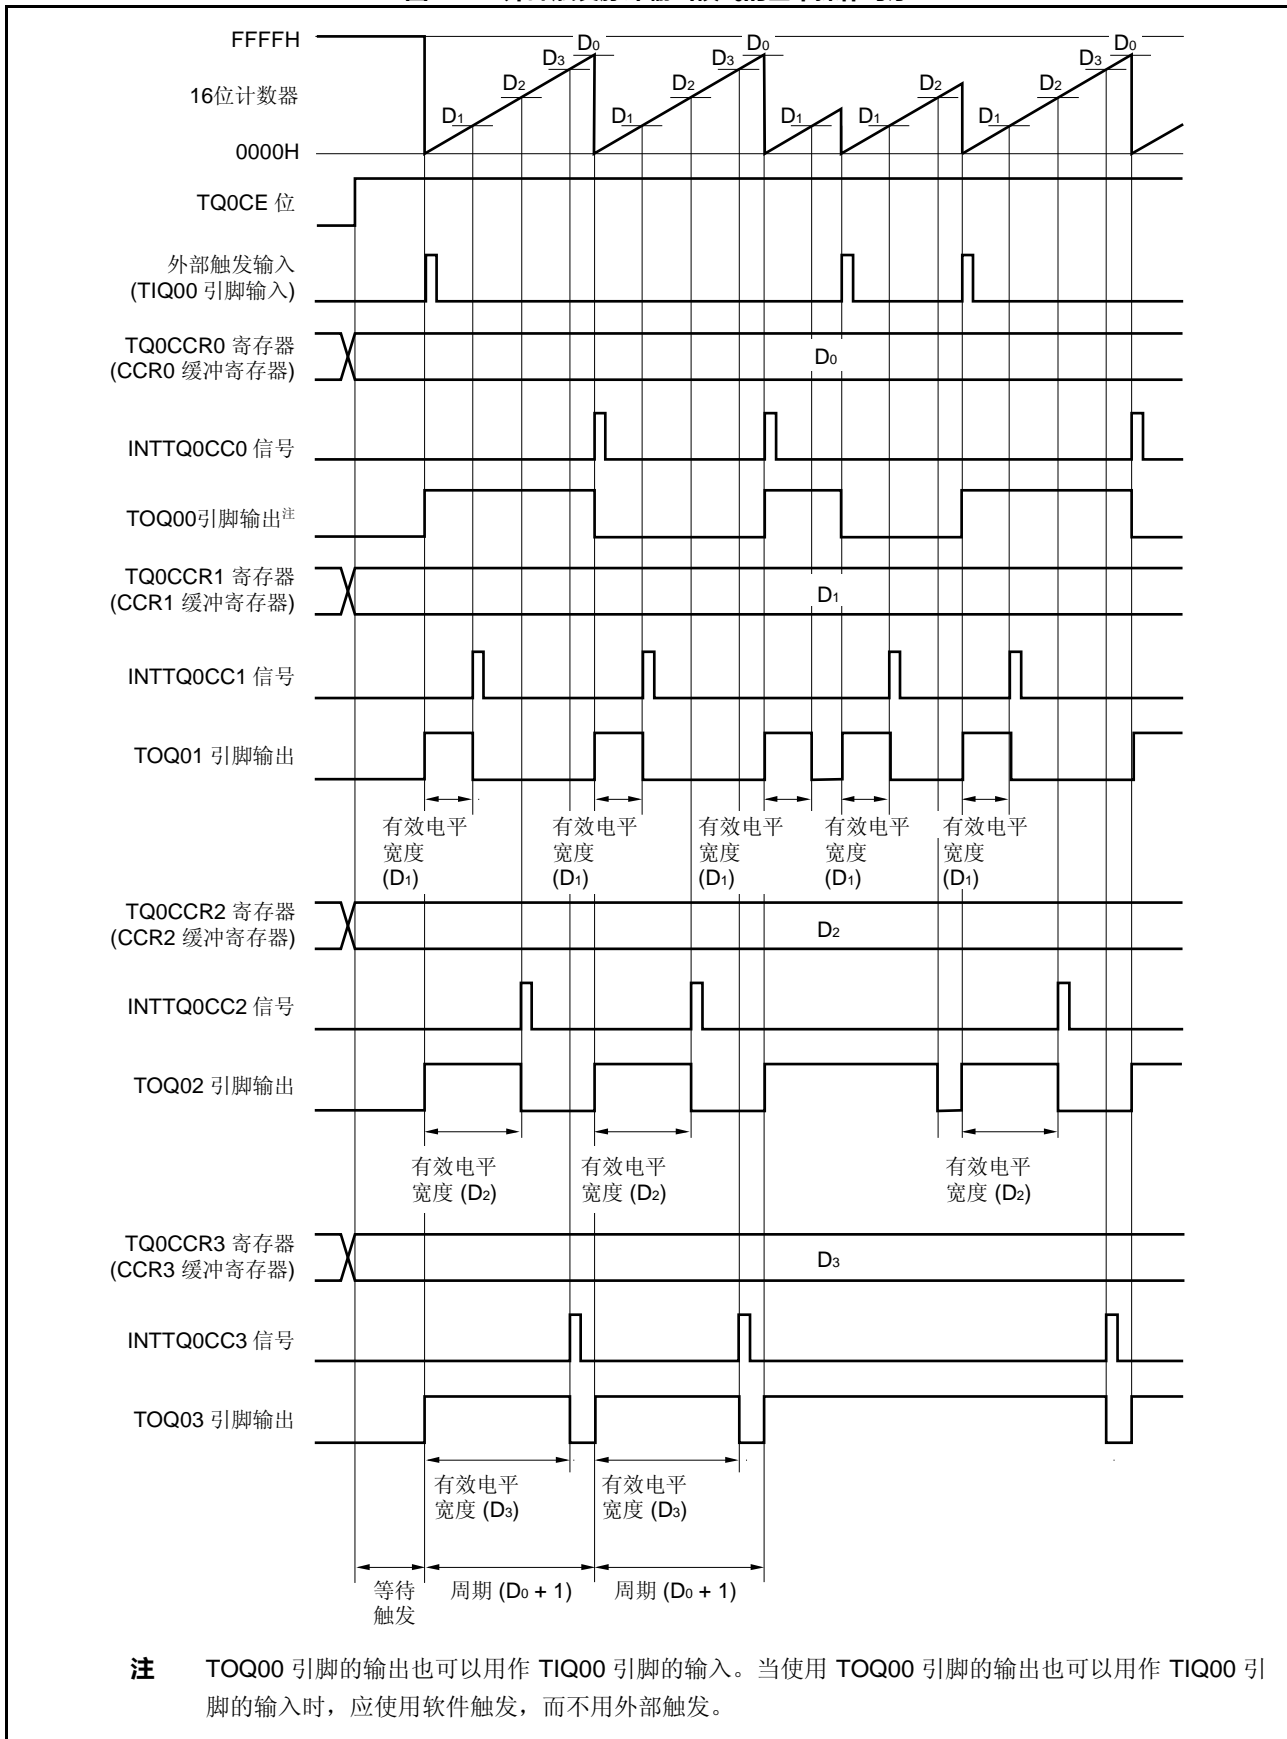 FFFFH
16位计数器
0000H
D1 D2 D3 D0
D1 D2 D3 D0
D1
D1 D2
D1 D2 D3 D0
TQ0CE 位
外部触发输入
(TIQ00 引脚输入)
TQ0CCR0 寄存器
(CCR0 缓冲寄存器)
D0
INTTQ0CC0 信号
TOQ00引脚输出注
TQ0CCR1 寄存器
(CCR1 缓冲寄存器)
D1
INTTQ0CC1 信号
TOQ01 引脚输出
有效电平
宽度
(D1)
有效电平
宽度
(D1)
有效电平
宽度
(D1)
有效电平
宽度
(D1)
有效电平
宽度
(D1)
TQ0CCR2 寄存器
(CCR2 缓冲寄存器)
D2
INTTQ0CC2 信号
TOQ02 引脚输出
有效电平
宽度 (D2)
有效电平
宽度 (D2)
有效电平
宽度 (D2)
TQ0CCR3 寄存器
(CCR3 缓冲寄存器)
D3
INTTQ0CC3 信号
TOQ03 引脚输出
有效电平
宽度 (D3)
有效电平
宽度 (D3)
等待
触发
周期 (D0 + 1)
周期 (D0 + 1)
注 TOQ00 引脚的输出也可以用作 TIQ00 引脚的输入。当使用 TOQ00 引脚的输出也可以用作 TIQ00 引
脚的输入时，应使用软件触发，而不用外部触发。